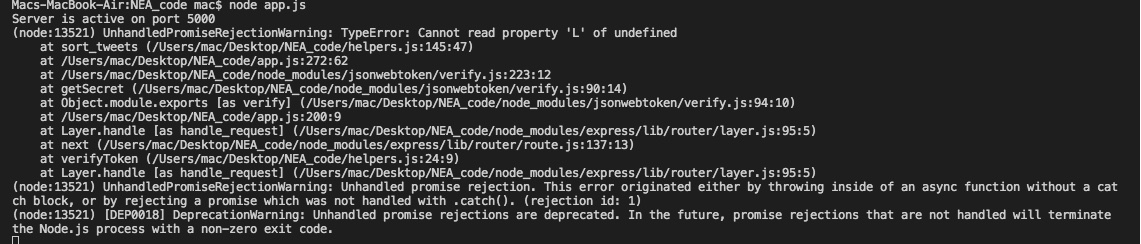 Macs-MacBook-Air:NEA_code mac$ node app.js
Server is active on port 5000
(node:13521) UnhandledPromiseRejectionWarning: TypeError: Cannot read property 'L' of undefined
    at sort_tweets (/Users/mac/Desktop/NEA_code/helpers.js:145:47)
    at /Users/mac/Desktop/NEA_code/app.js:272:62
    at /Users/mac/Desktop/NEA_code/node_modules/jsonwebtoken/verify.js:223:12
    at getSecret (/Users/mac/Desktop/NEA_code/node_modules/jsonwebtoken/verify.js:90:14)
    at Object.module.exports [as verify] (/Users/mac/Desktop/NEA_code/node_modules/jsonwebtoken/verify.js:94:10)
    at /Users/mac/Desktop/NEA_code/app.js:200:9
    at Layer.handle [as handle_request] (/Users/mac/Desktop/NEA_code/node_modules/express/lib/router/layer.js:95:5)
    at next (/Users/mac/Desktop/NEA_code/node_modules/express/lib/router/route.js:137:13)
    at verifyToken (/Users/mac/Desktop/NEA_code/helpers.js:24:9)
    at Layer.handle [as handle_request] (/Users/mac/Desktop/NEA_code/node_modules/express/lib/router/layer.js:95:5)
(node:13521) UnhandledPromiseRejectionWarning: Unhandled promise rejection. This error originated either by throwing inside of an async function without a cat
ch block, or by rejecting a promise which was not handled with .catch(). (rejection id: 1)
(node:13521) [DEP0018] DeprecationWarning: Unhandled promise rejections are deprecated. In the future, promise rejections that are not handled will terminate
the Node.js process with a non-zero exit code.